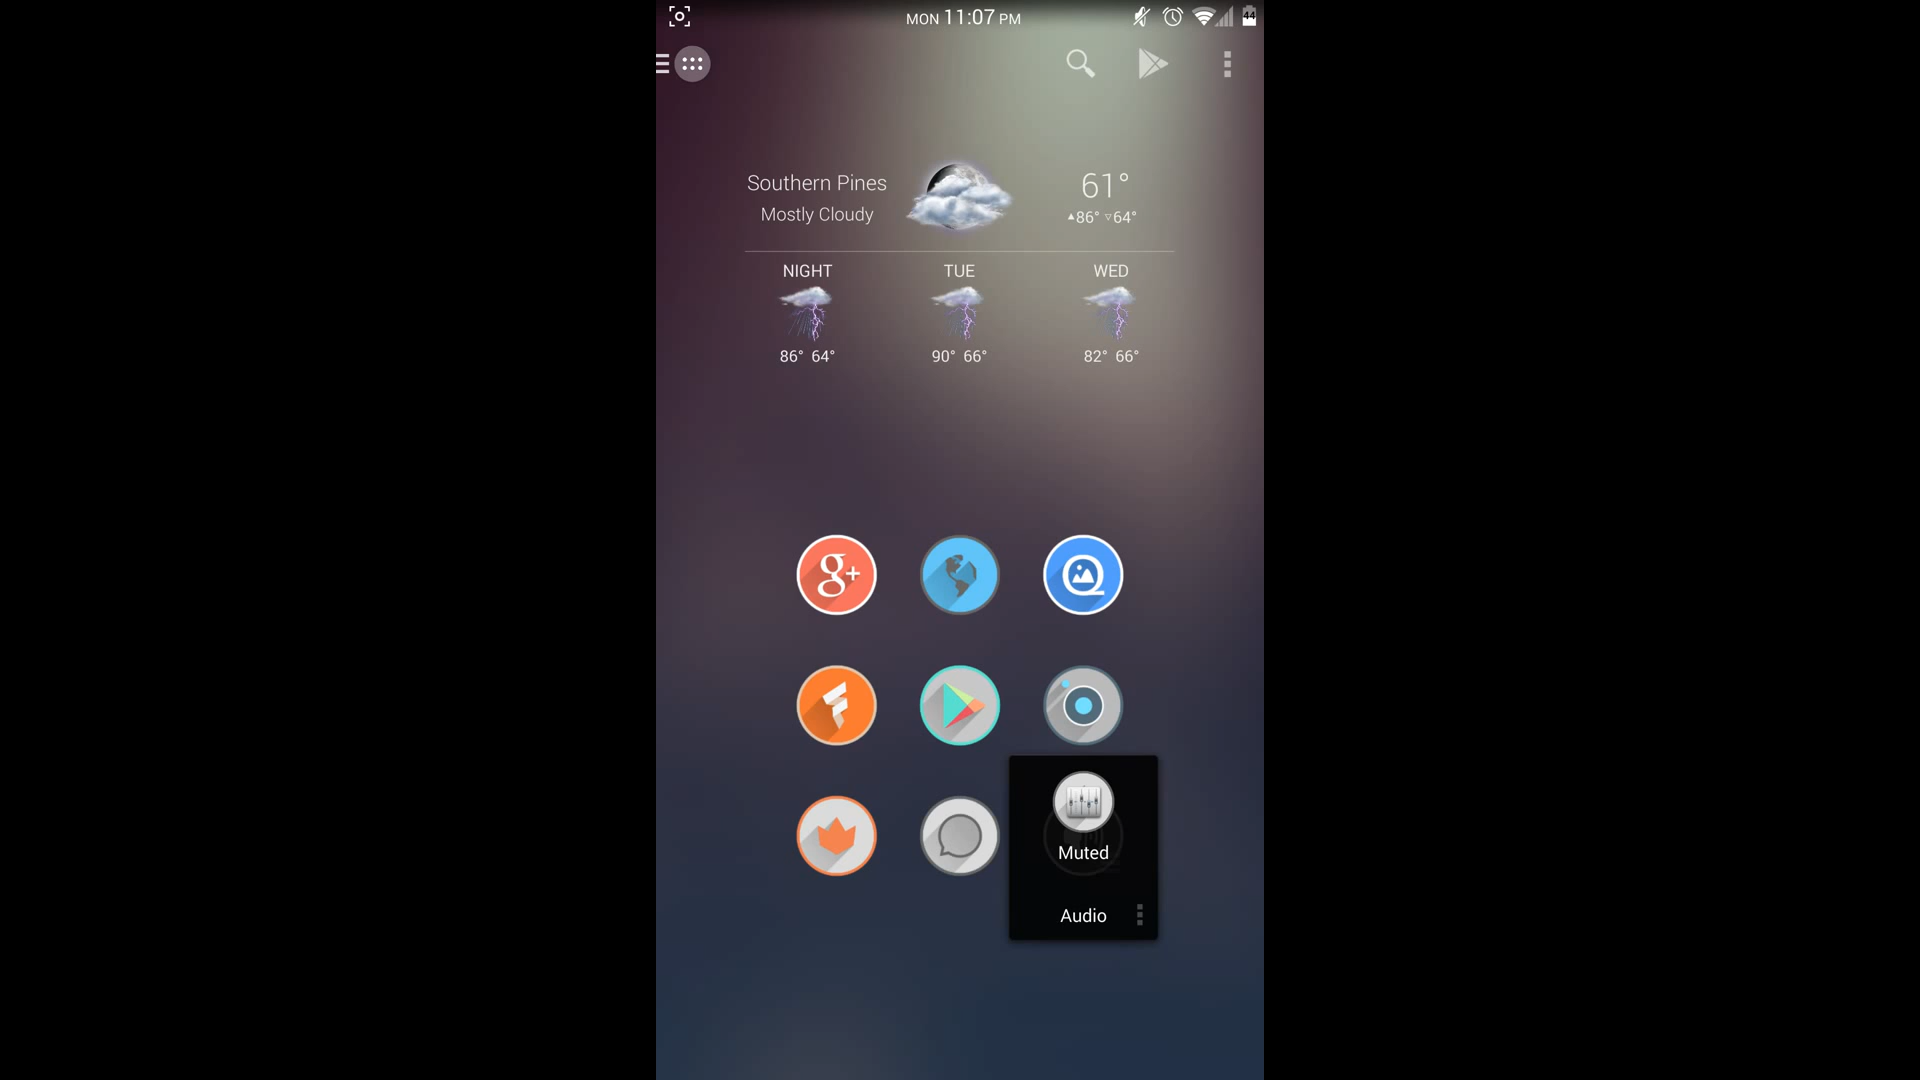 MON 11:07 PM
44
Southern Pines
Mostly Cloudy
61°
▲86° ▽64°
NIGHT TUE WED
86° 64° 90° 66° 82° 66°
g+
Muted
Audio